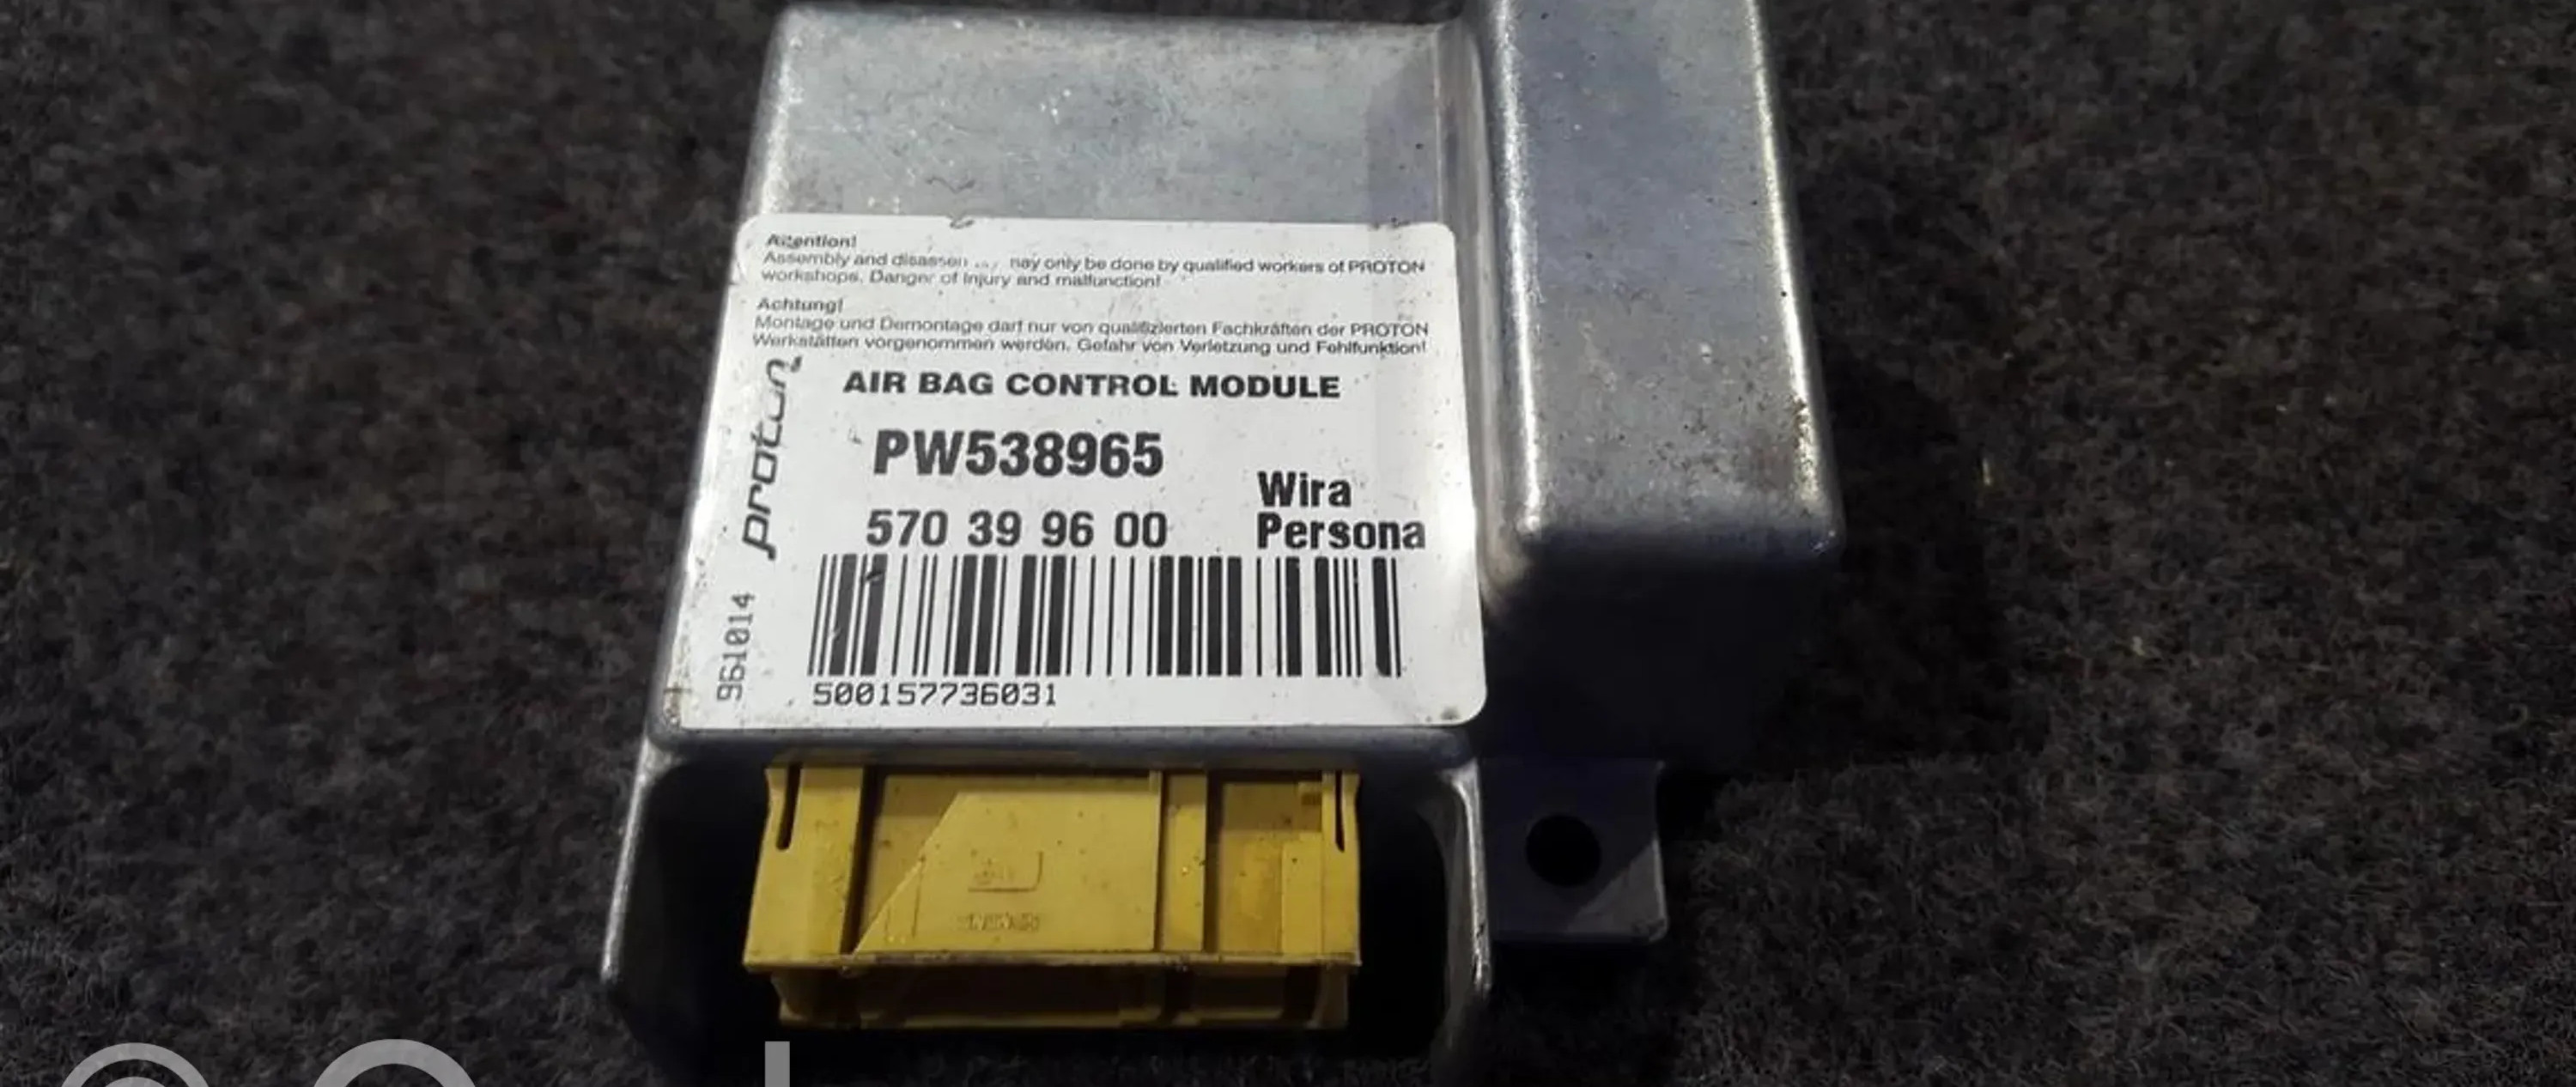 Attention!
Assembly and disassem may only be done by qualified workers of PROTON
workshops. Danger of Injury and malfunction!
Achtung!
Montage und Demontage darf nur von qualifizierten Fachkräften der PROTON
Werkstätten vorgenommen werden. Gefahr von Verletzung und Fehlfunktion!
AIR BAG CONTROL MODULE
proton
PW538965
Wira
570 39 96 00 Persona
961014
500157736031